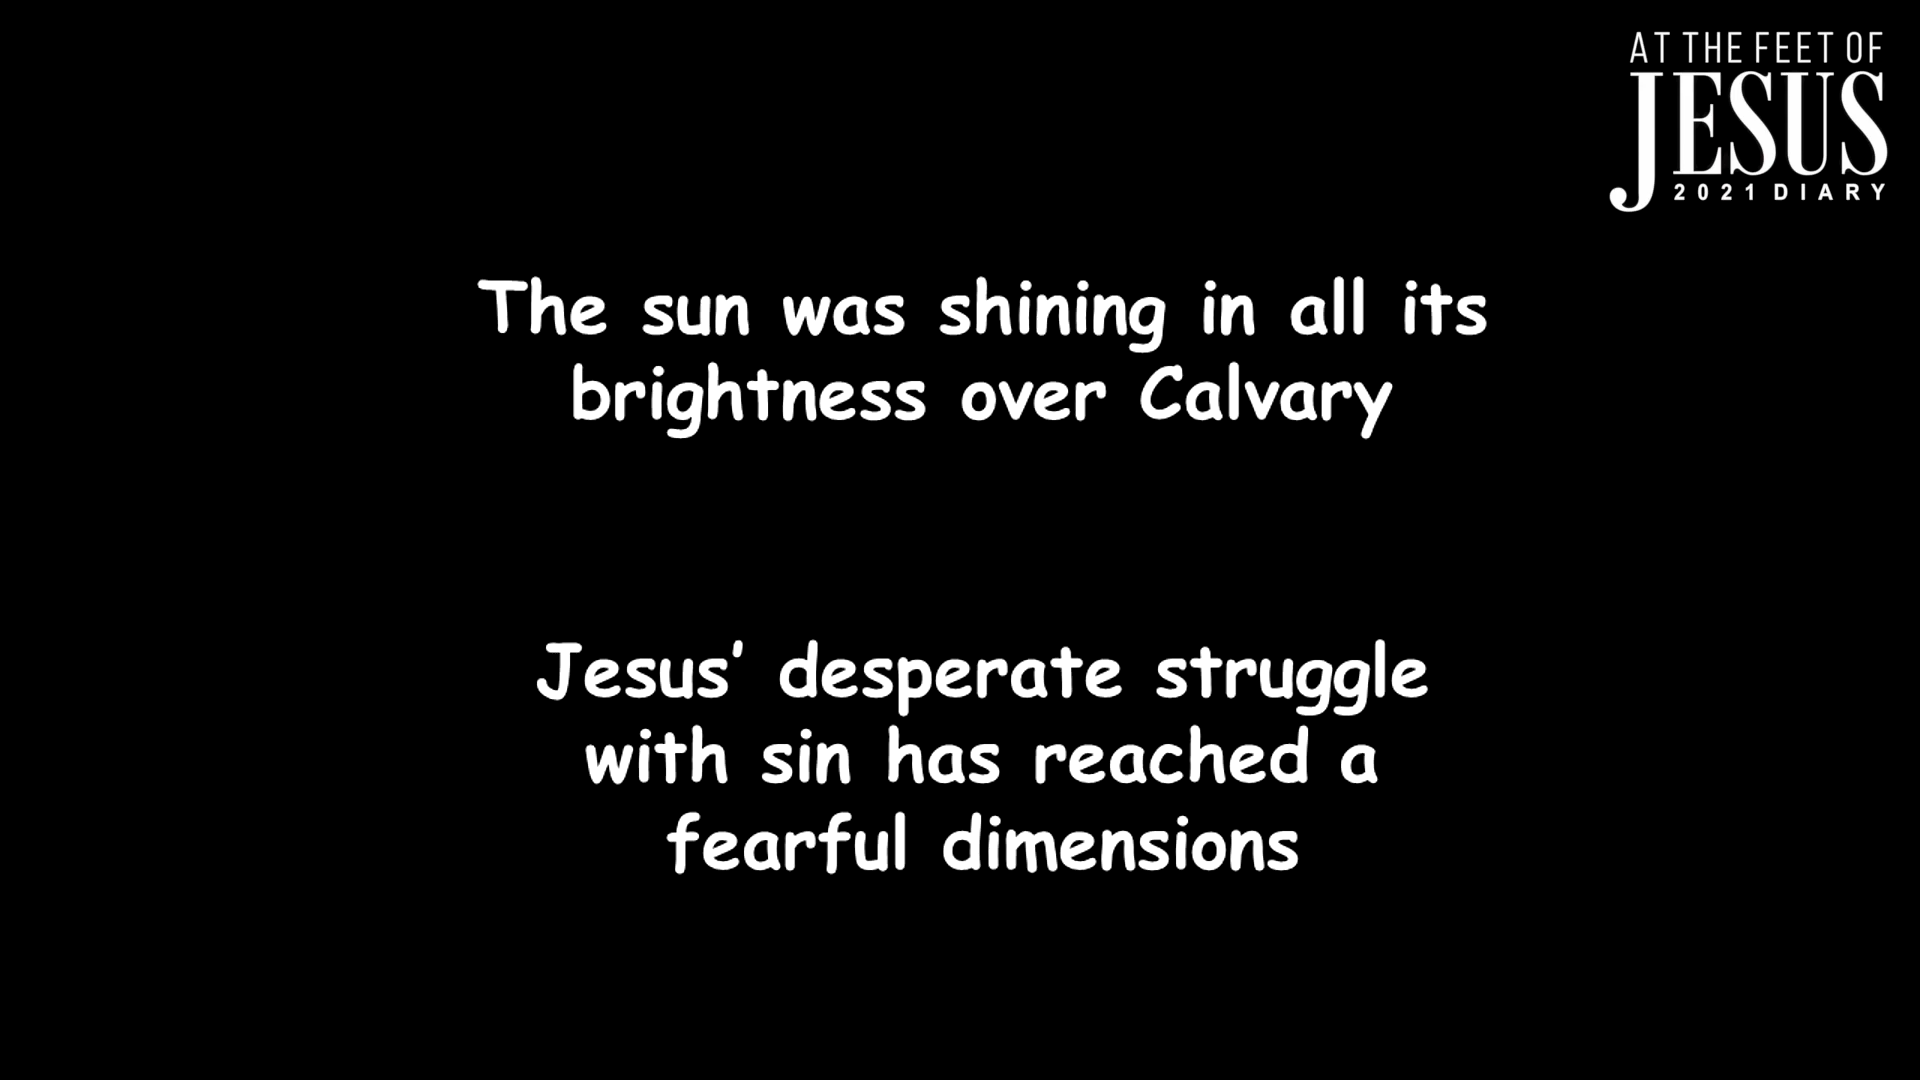 AT THE FEET OF
JESUS
2021 DIARY
The sun was shining in all its
brightness over Calvary
Jesus’ desperate struggle
with sin has reached a
fearful dimensions